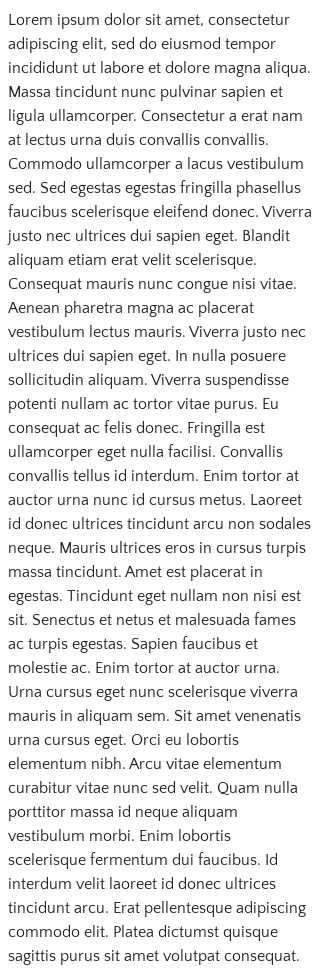 Lorem ipsum dolor sit amet, consectetur
adipiscing elit, sed do eiusmod tempor
incididunt ut labore et dolore magna aliqua.
Massa tincidunt nunc pulvinar sapien et
ligula ullamcorper. Consectetur a erat nam
at lectus urna duis convallis convallis.
Commodo ullamcorper a lacus vestibulum
sed. Sed egestas egestas fringilla phasellus
faucibus scelerisque eleifend donec. Viverra
justo nec ultrices dui sapien eget. Blandit
aliquam etiam erat velit scelerisque.
Consequat mauris nunc congue nisi vitae.
Aenean pharetra magna ac placerat
vestibulum lectus mauris. Viverra justo nec
ultrices dui sapien eget. In nulla posuere
sollicitudin aliquam. Viverra suspendisse
potenti nullam ac tortor vitae purus. Eu
consequat ac felis donec. Fringilla est
ullamcorper eget nulla facilisi. Convallis
convallis tellus id interdum. Enim tortor at
auctor urna nunc id cursus metus. Laoreet
id donec ultrices tincidunt arcu non sodales
neque. Mauris ultrices eros in cursus turpis
massa tincidunt. Amet est placerat in
egestas. Tincidunt eget nullam non nisi est
sit. Senectus et netus et malesuada fames
ac turpis egestas. Sapien faucibus et
molestie ac. Enim tortor at auctor urna.
Urna cursus eget nunc scelerisque viverra
mauris in aliquam sem. Sit amet venenatis
urna cursus eget. Orci eu lobortis
elementum nibh. Arcu vitae elementum
curabitur vitae nunc sed velit. Quam nulla
porttitor massa id neque aliquam
vestibulum morbi. Enim lobortis
scelerisque fermentum dui faucibus. Id
interdum velit laoreet id donec ultrices
tincidunt arcu. Erat pellentesque adipiscing
commodo elit. Platea dictumst quisque
sagittis purus sit amet volutpat consequat.